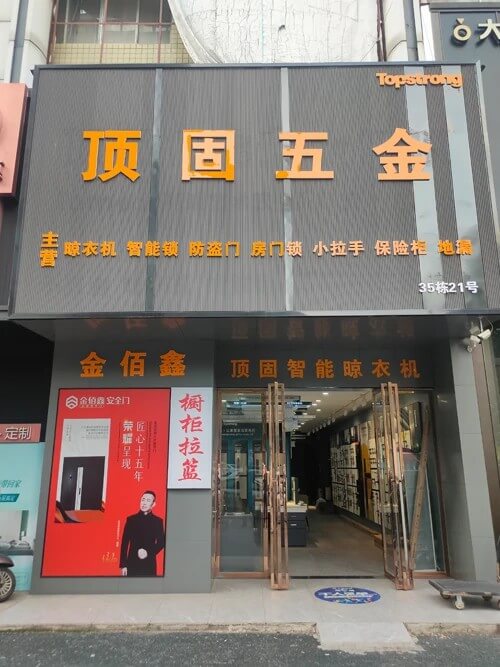 Topstrong
顶固五金
主营 晾衣机 智能锁 防盗门 房门锁 小拉手 保险柜 地漏
35栋21号
金佰鑫 顶固智能晾衣机
金佰鑫安全门
匠心十五年
荣耀呈现
橱柜拉篮
定制
大